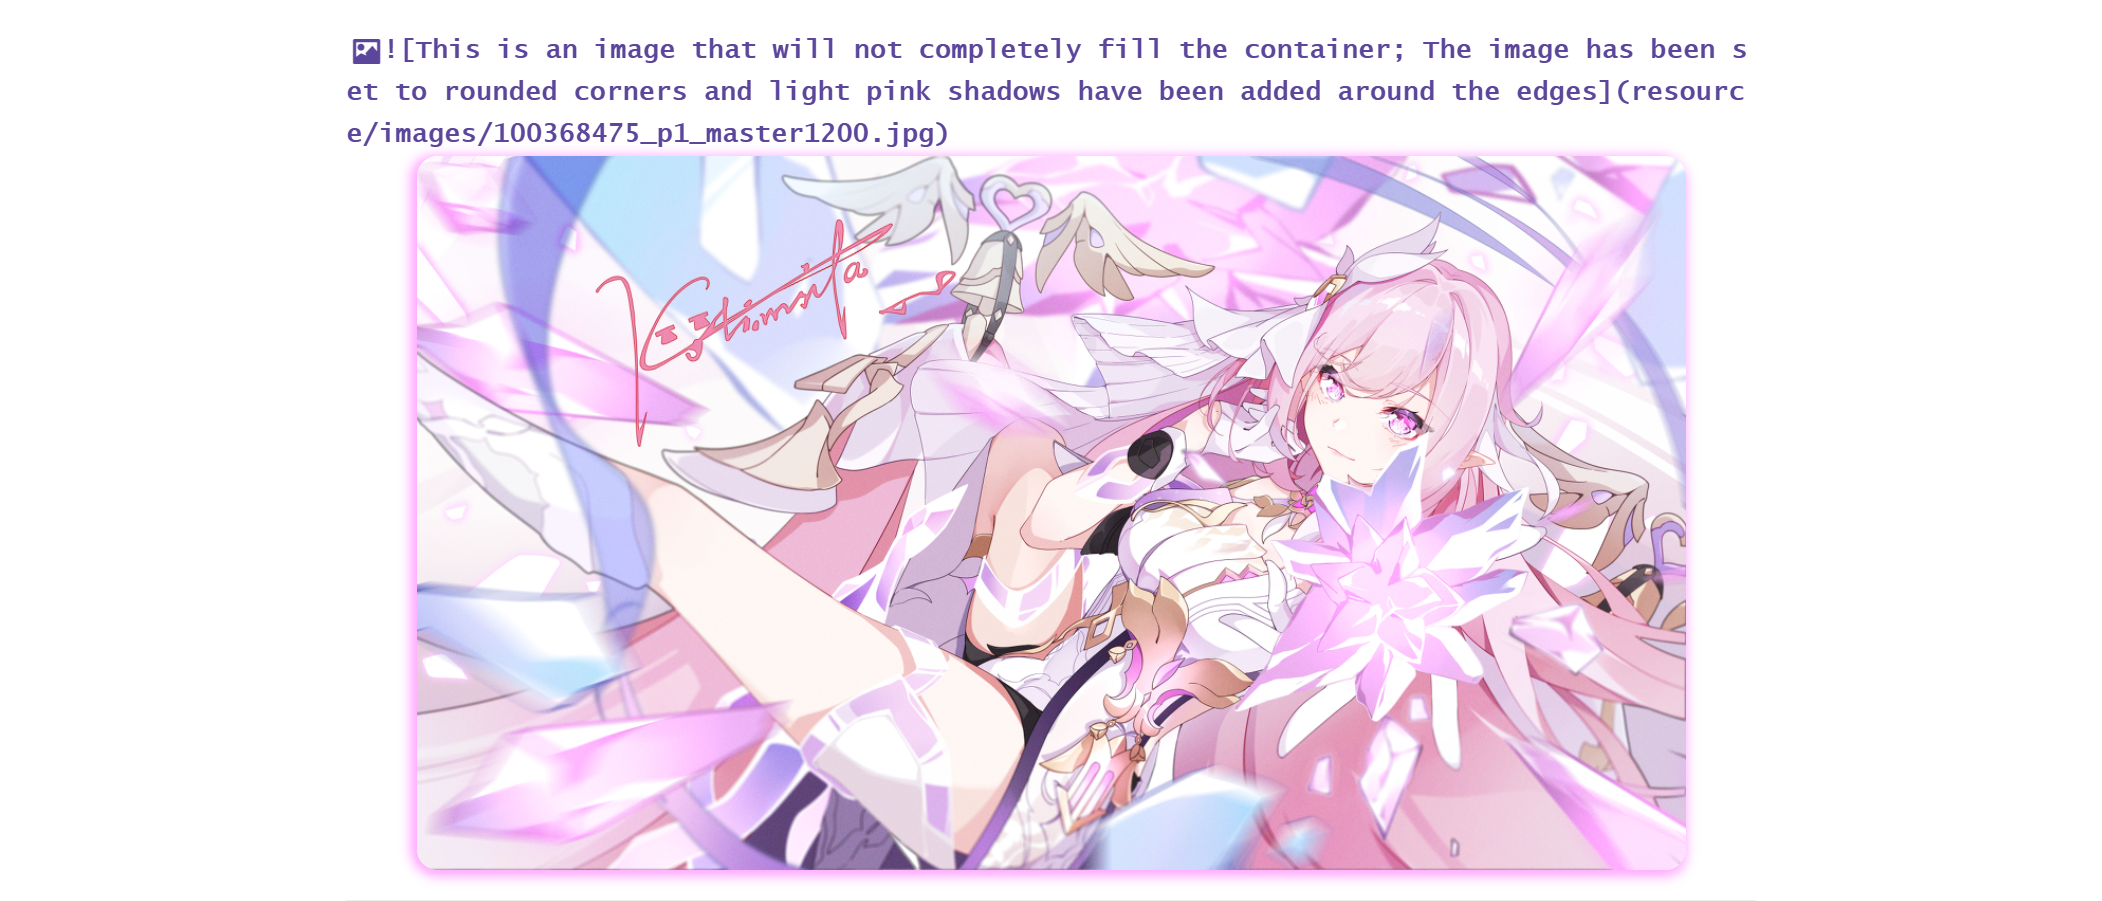 ![This is an image that will not completely fill the container; The image has been s
et to rounded corners and light pink shadows have been added around the edges](resourc
e/images/100368475_p1_master1200.jpg)